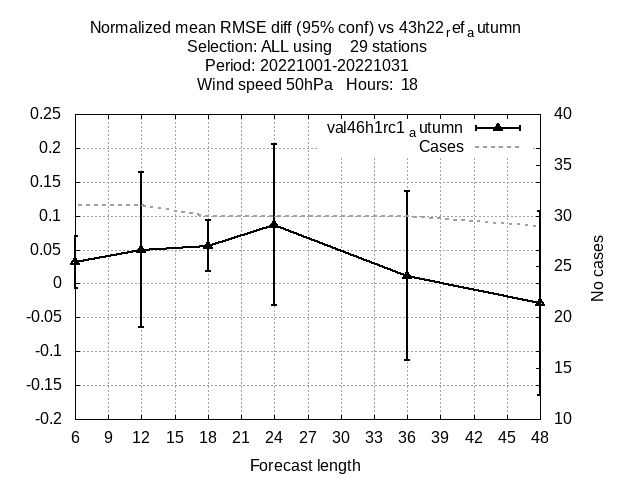 Normalized mean RMSE diff (95% conf) vs 43h22refautumn
Selection: ALL using 29 stations
Period: 20221001-20221031
Wind speed 50hPa Hours: 18
val46h1rc1autumn
Cases
0.25
0.2
0.15
0.1
0.05
0
-0.05
-0.1
-0.15
-0.2
40
35
30
25
20
15
10
No cases
6 9 12 15 18 21 24 27 30 33 36 39 42 45 48
Forecast length